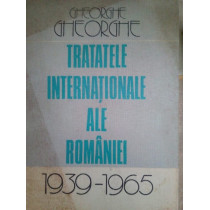 GHEORGHE
GHEORGHE
TRATATELE
INTERNAȚIONALE
ALE
ROMÂNIEI
1939-1965